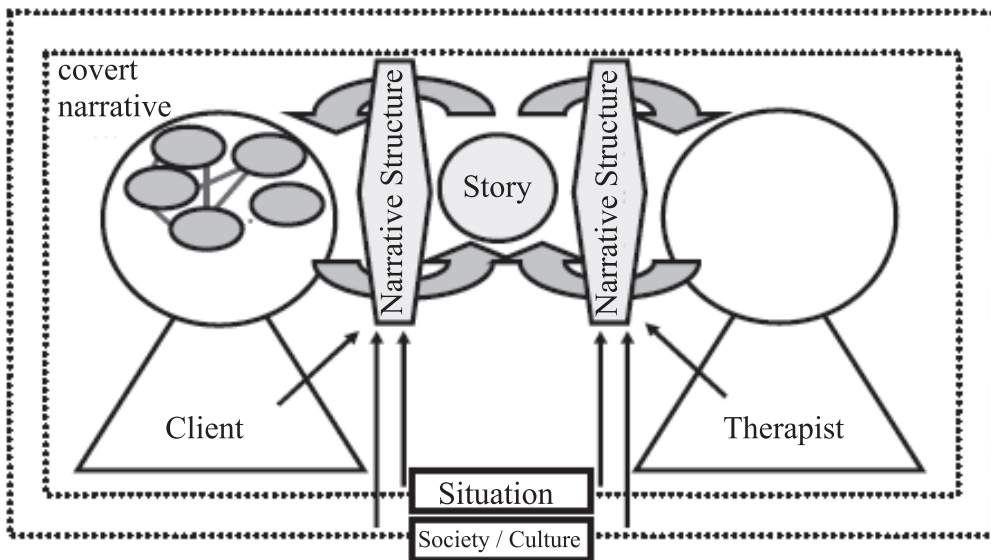 covert
narrative
Narrative Structure
Story
Narrative Structure
Client
Therapist
Situation
Society / Culture